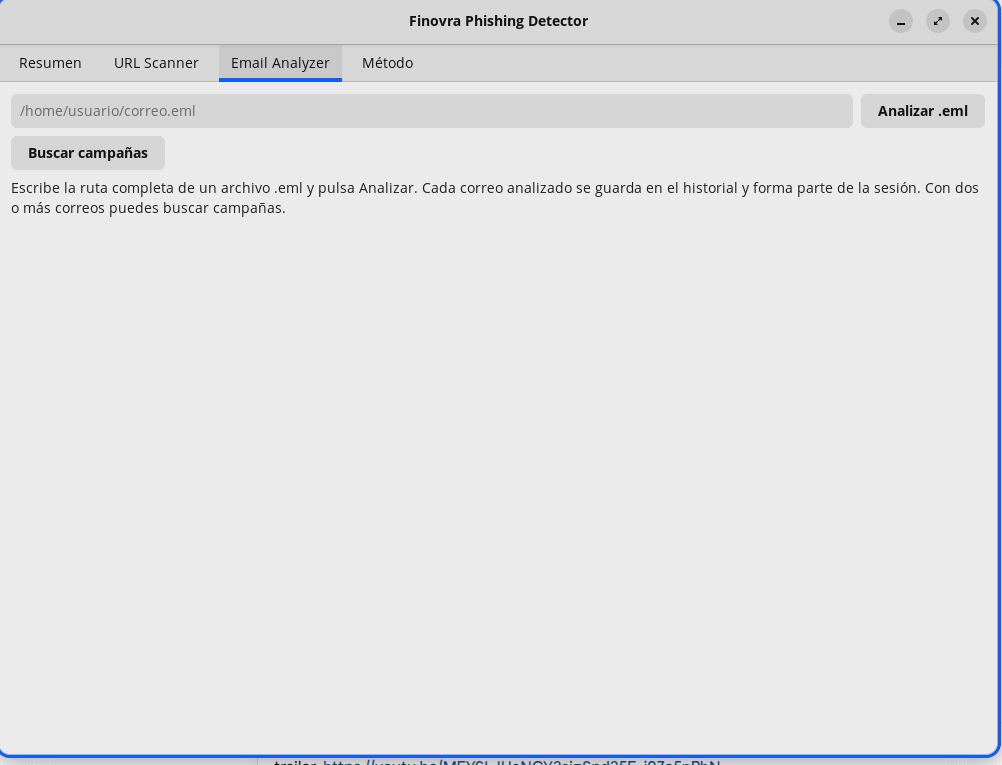 Finovra Phishing Detector
Resumen URL Scanner Email Analyzer Método
/home/usuario/correo.eml Analizar .eml
Buscar campañas
Escribe la ruta completa de un archivo .eml y pulsa Analizar. Cada correo analizado se guarda en el historial y forma parte de la sesión. Con dos
o más correos puedes buscar campañas.